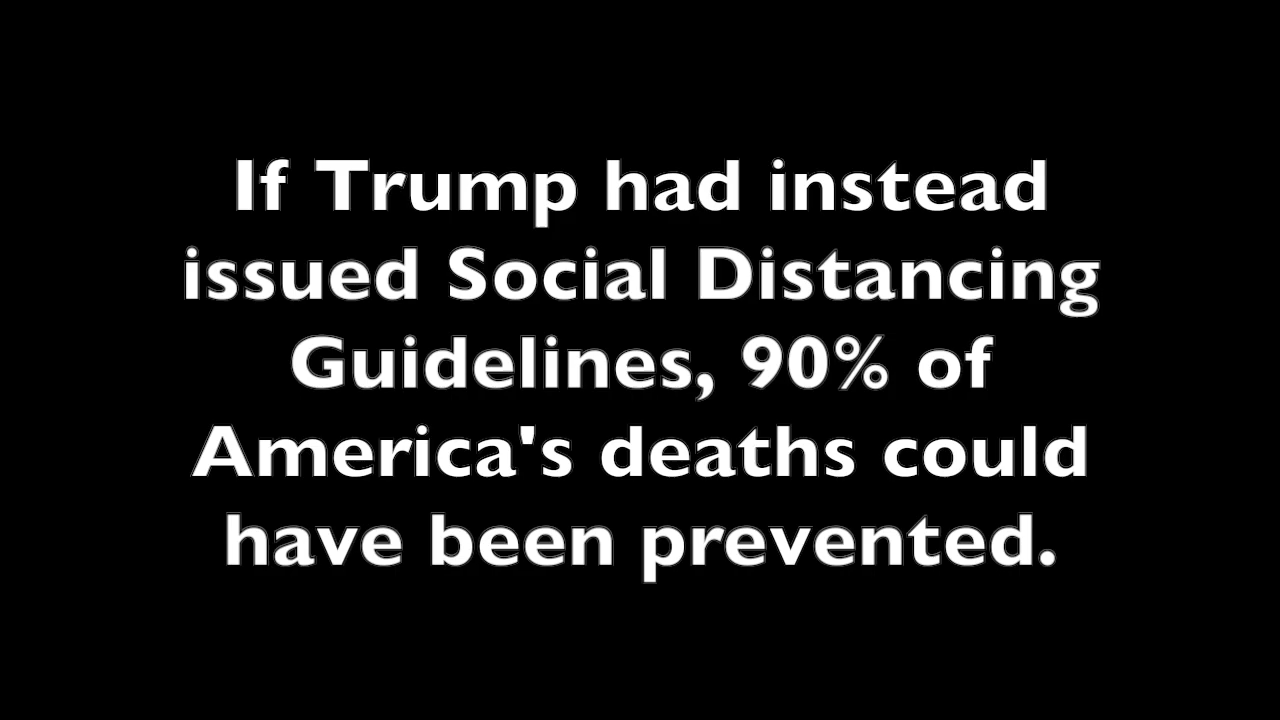 If Trump had instead
issued Social Distancing
Guidelines, 90% of
America's deaths could
have been prevented.